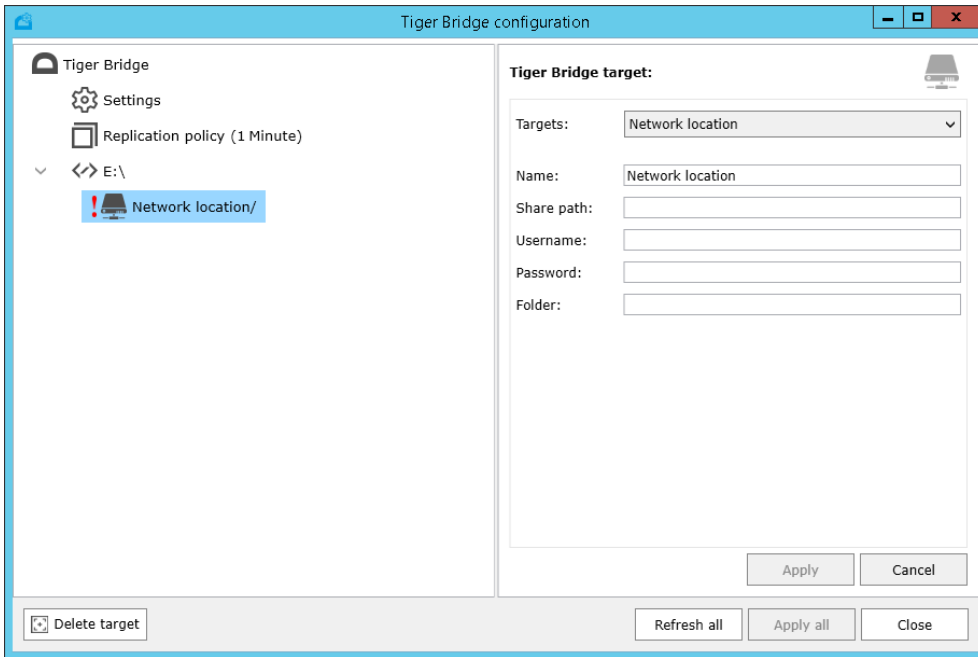 Tiger Bridge configuration
Tiger Bridge
Settings
Replication policy (1 Minute)
E:\
Network location/
Tiger Bridge target:
Targets: Network location
Name: Network location
Share path:
Username:
Password:
Folder:
Apply Cancel
Delete target Refresh all Apply all Close